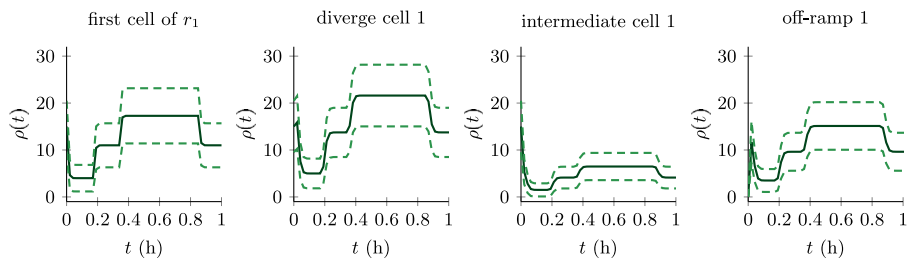 first cell of r₁
diverge cell 1
intermediate cell 1
off-ramp 1
30
20
10
0
ρ(t)
0 0.2 0.4 0.6 0.8 1
t (h)
30
20
10
0
ρ(t)
0 0.2 0.4 0.6 0.8 1
t (h)
30
20
10
0
ρ(t)
0 0.2 0.4 0.6 0.8 1
t (h)
30
20
10
0
ρ(t)
0 0.2 0.4 0.6 0.8 1
t (h)